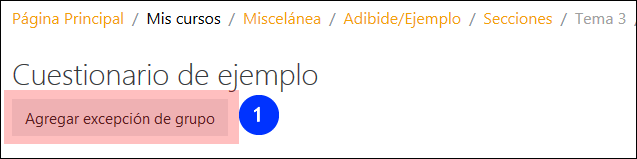 Página Principal / Mis cursos / Miscelánea / Adibide/Ejemplo / Secciones / Tema 3 /
Cuestionario de ejemplo
Agregar excepción de grupo 1